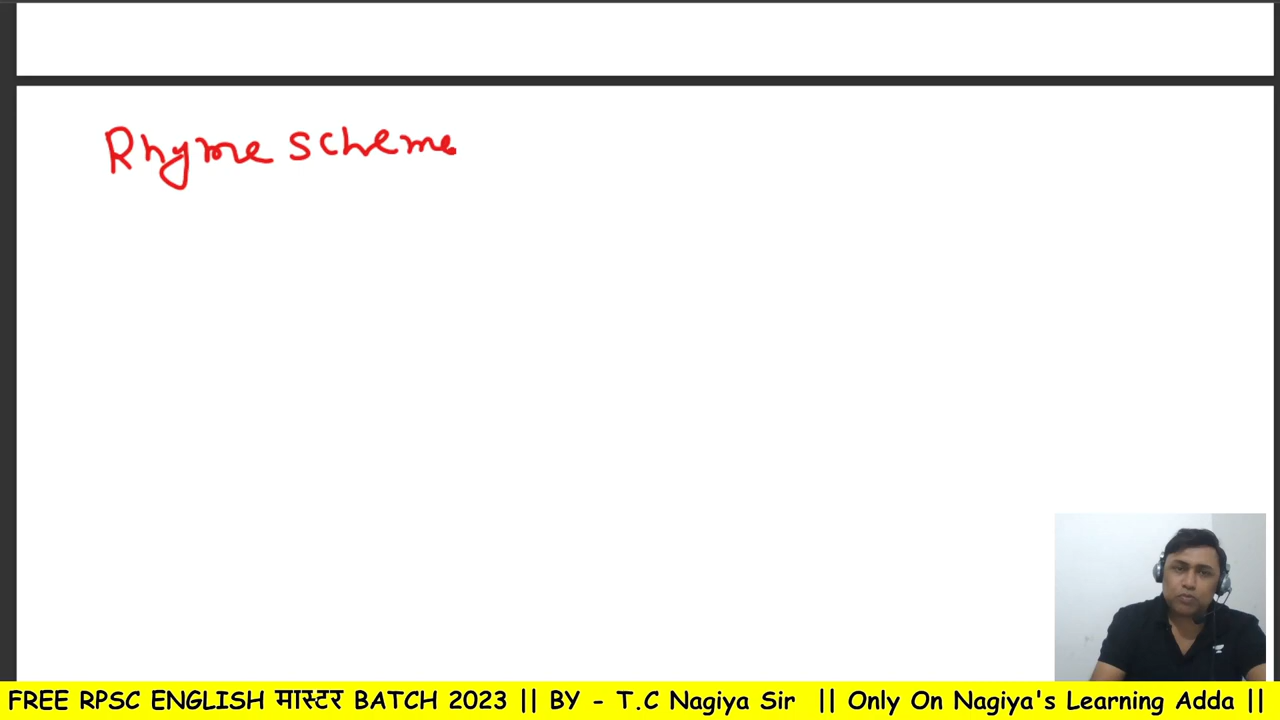 Rhyme scheme
FREE RPSC ENGLISH मास्टर BATCH 2023 || BY - T.C Nagiya Sir || Only On Nagiya's Learning Adda ||